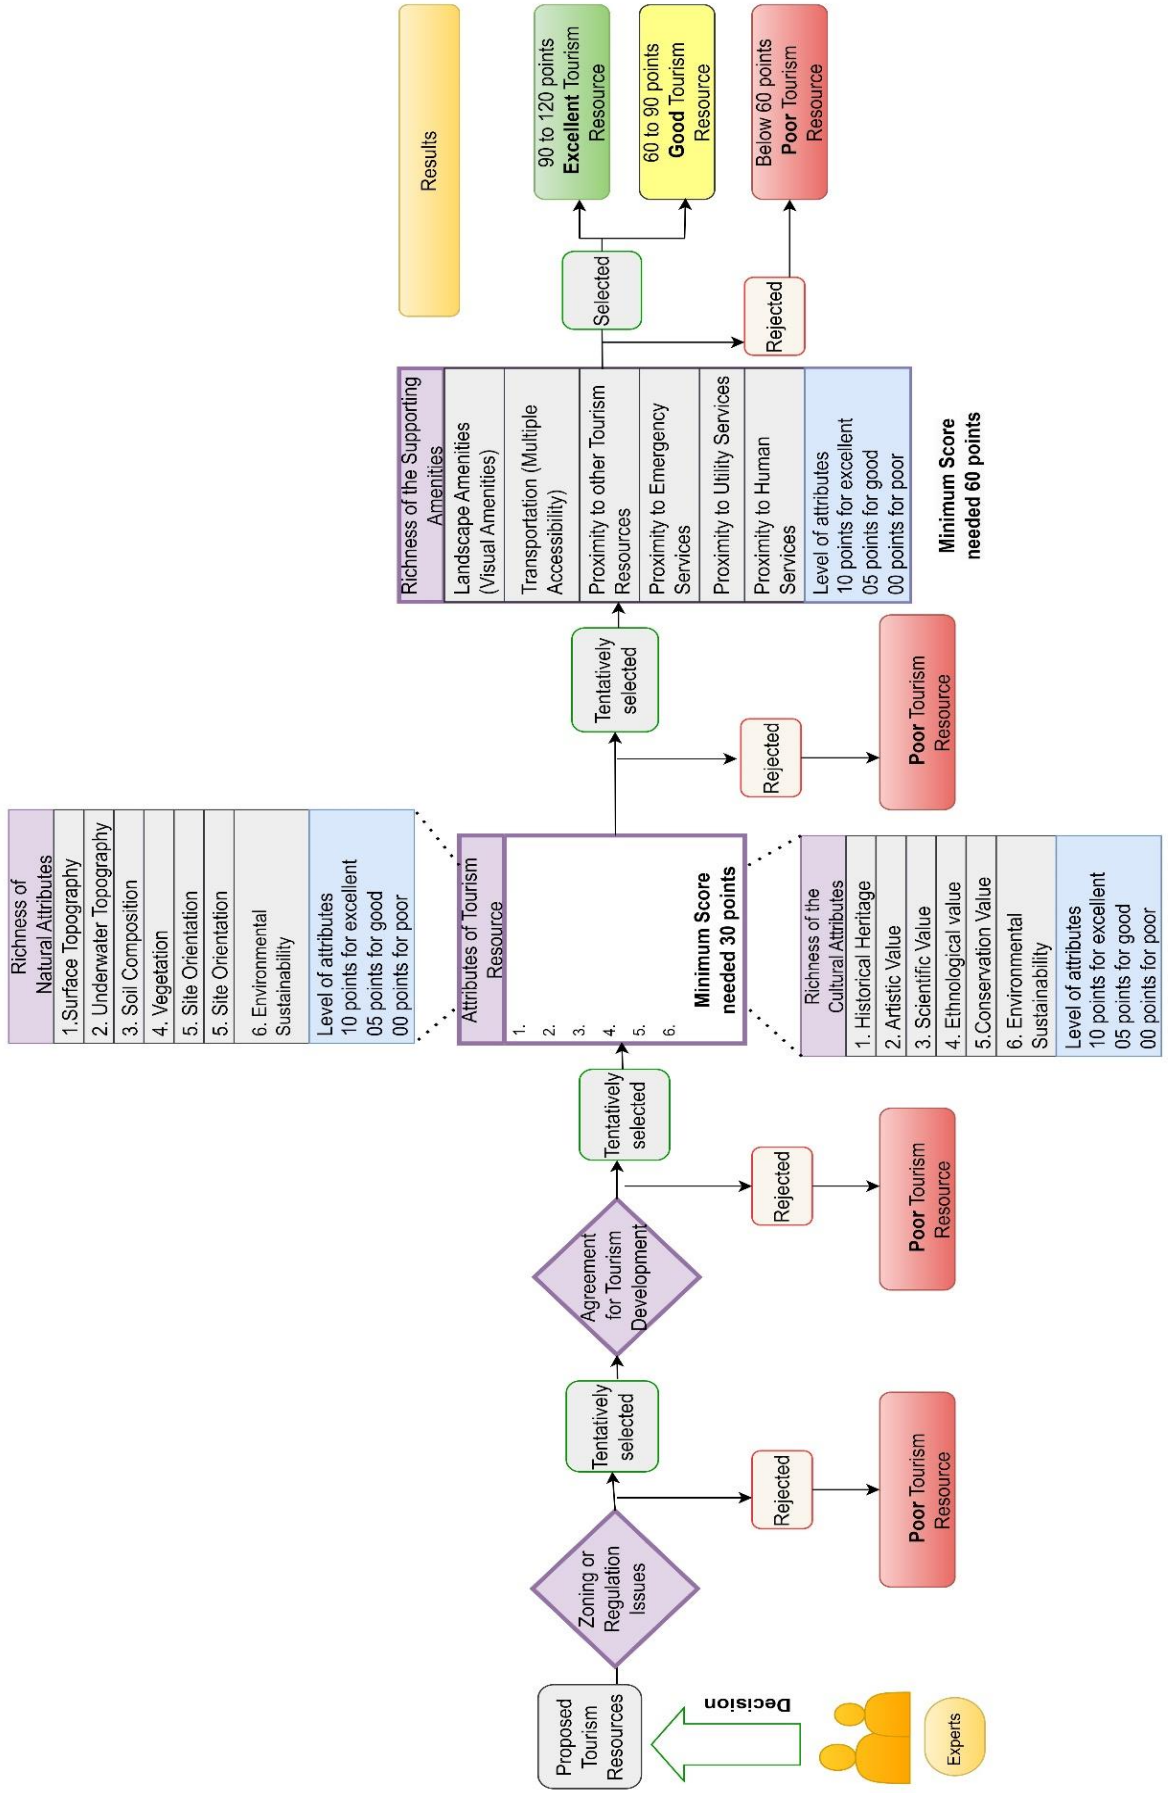 Experts
Decision
Proposed
Tourism
Resources
Zoning or
Regulation
Issues
Tentatively
selected
Rejected
Poor Tourism
Resource
Agreement
for Tourism
Development
Tentatively
selected
Rejected
Poor Tourism
Resource
Richness of
Natural Attributes
1.Surface Topography
2. Underwater Topography
3. Soil Composition
4. Vegetation
5. Site Orientation
5. Site Orientation
6. Environmental
Sustainability
Level of attributes
10 points for excellent
05 points for good
00 points for poor
Attributes of Tourism
Resource
1.
2.
3.
4.
5.
6.
Minimum Score
needed 30 points
Richness of the
Cultural Attributes
1. Historical Heritage
2. Artistic Value
3. Scientific Value
4. Ethnological value
5.Conservation Value
6. Environmental
Sustainability
Level of attributes
10 points for excellent
05 points for good
00 points for poor
Tentatively
selected
Rejected
Poor Tourism
Resource
Richness of the Supporting
Amenities
Landscape Amenities
(Visual Amenities)
Transportation (Multiple
Accessibility)
Proximity to other Tourism
Resources
Proximity to Emergency
Services
Proximity to Utility Services
Proximity to Human
Services
Level of attributes
10 points for excellent
05 points for good
00 points for poor
Minimum Score
needed 60 points
Selected
Rejected
Results
90 to 120 points
Excellent Tourism
Resource
60 to 90 points
Good Tourism
Resource
Below 60 points
Poor Tourism
Resource